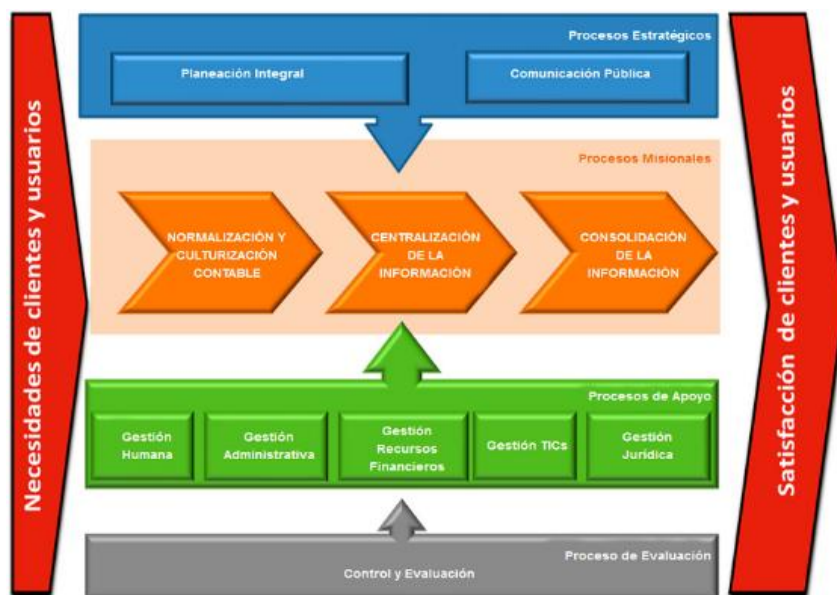 Necesidades de clientes y usuarios
Procesos Estratégicos
Planeación Integral
Comunicación Pública
Procesos Misionales
NORMALIZACIÓN Y
CULTURIZACIÓN
CONTABLE
CENTRALIZACIÓN
DE LA
INFORMACIÓN
CONSOLIDACIÓN
DE LA
INFORMACIÓN
Procesos de Apoyo
Gestión
Humana
Gestión
Administrativa
Gestión
Recursos
Financieros
Gestión TICs
Gestión
Jurídica
Proceso de Evaluación
Control y Evaluación
Satisfacción de clientes y usuarios